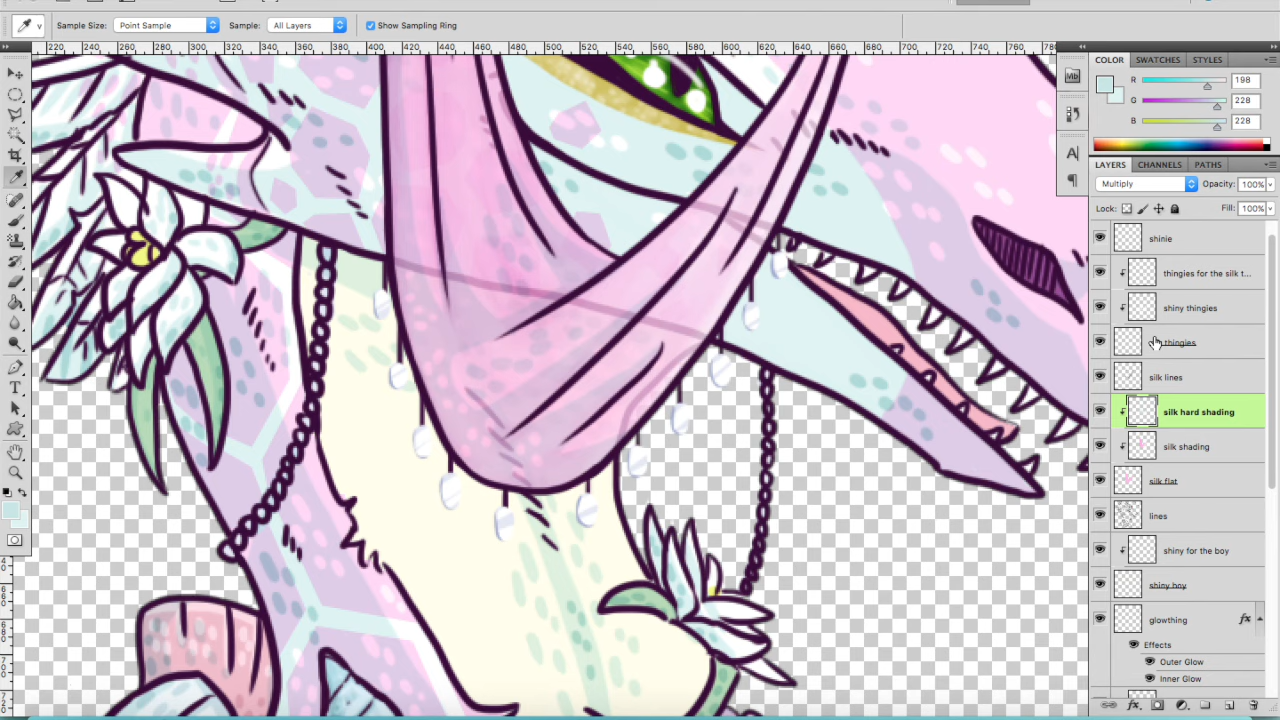 Sample Size: Point Sample Sample: All Layers Show Sampling Ring
220 240 260 280 300 320 340 360 380 400 420 440 460 480 500 520 540 560 580 600 620 640 660 680 700 720 740 760 780
COLOR SWATCHES STYLES
Mb
R 198
G 228
B 228
LAYERS CHANNELS PATHS
Multiply Opacity: 100%
Lock: Fill: 100%
shinie
thingies for the silk t...
shiny thingies
thingies
silk lines
silk hard shading
silk shading
silk flat
lines
shiny for the boy
shiny boy
glowthing fx
Effects
Outer Glow
Inner Glow